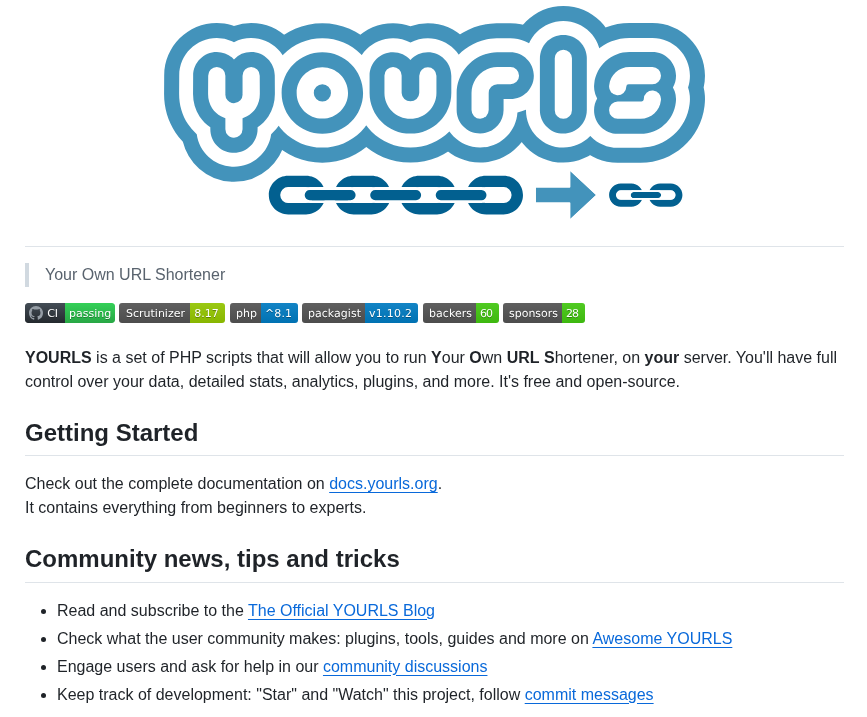 yourls
Your Own URL Shortener
CI passing Scrutinizer 8.17 php ^8.1 packagist v1.10.2 backers 60 sponsors 28
YOURLS is a set of PHP scripts that will allow you to run Your Own URL Shortener, on your server. You'll have full
control over your data, detailed stats, analytics, plugins, and more. It's free and open-source.
Getting Started
Check out the complete documentation on docs.yourls.org.
It contains everything from beginners to experts.
Community news, tips and tricks
Read and subscribe to the The Official YOURLS Blog
Check what the user community makes: plugins, tools, guides and more on Awesome YOURLS
Engage users and ask for help in our community discussions
Keep track of development: "Star" and "Watch" this project, follow commit messages